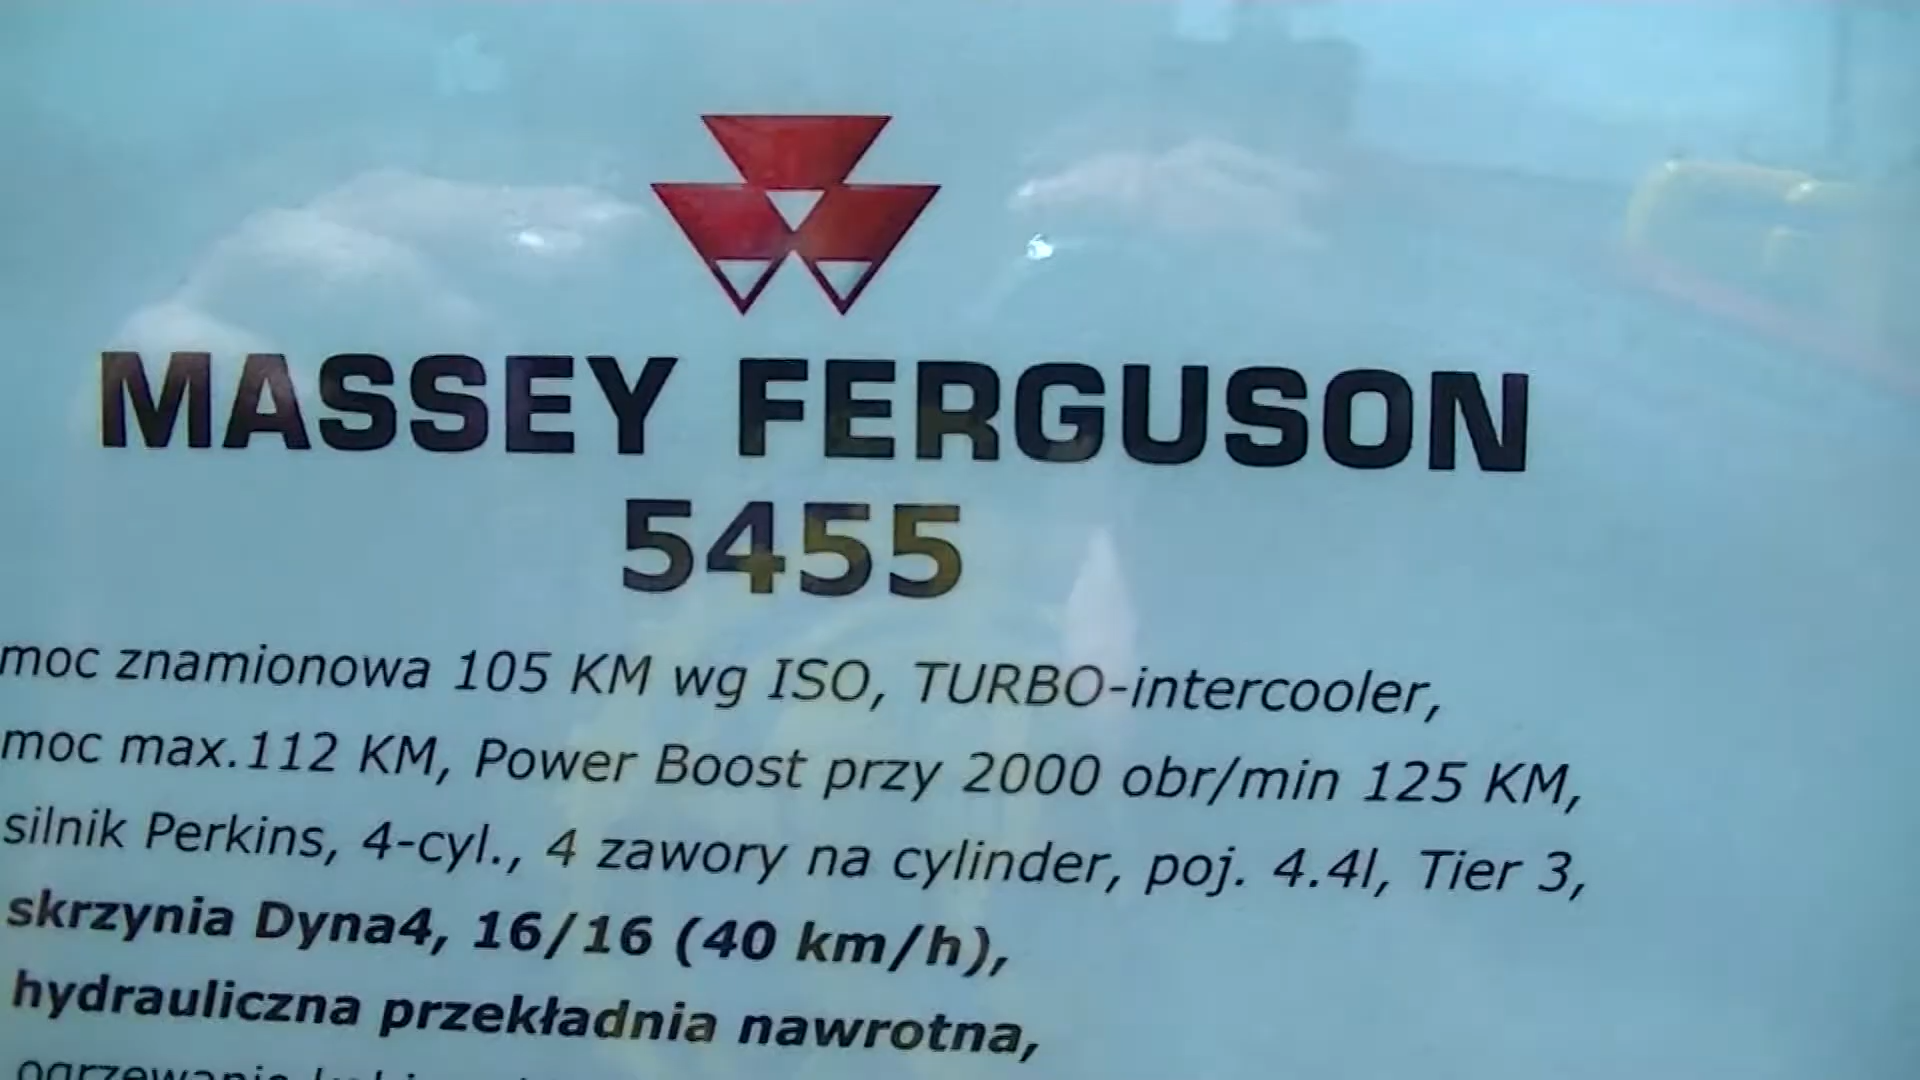 MASSEY FERGUSON
5455
moc znamionowa 105 KM wg ISO, TURBO-intercooler,
moc max.112 KM, Power Boost przy 2000 obr/min 125 KM,
silnik Perkins, 4-cyl., 4 zawory na cylinder, poj. 4.4l, Tier 3,
skrzynia Dyna4, 16/16 (40 km/h),
hydrauliczna przekładnia nawrotna,
ogrzewanie